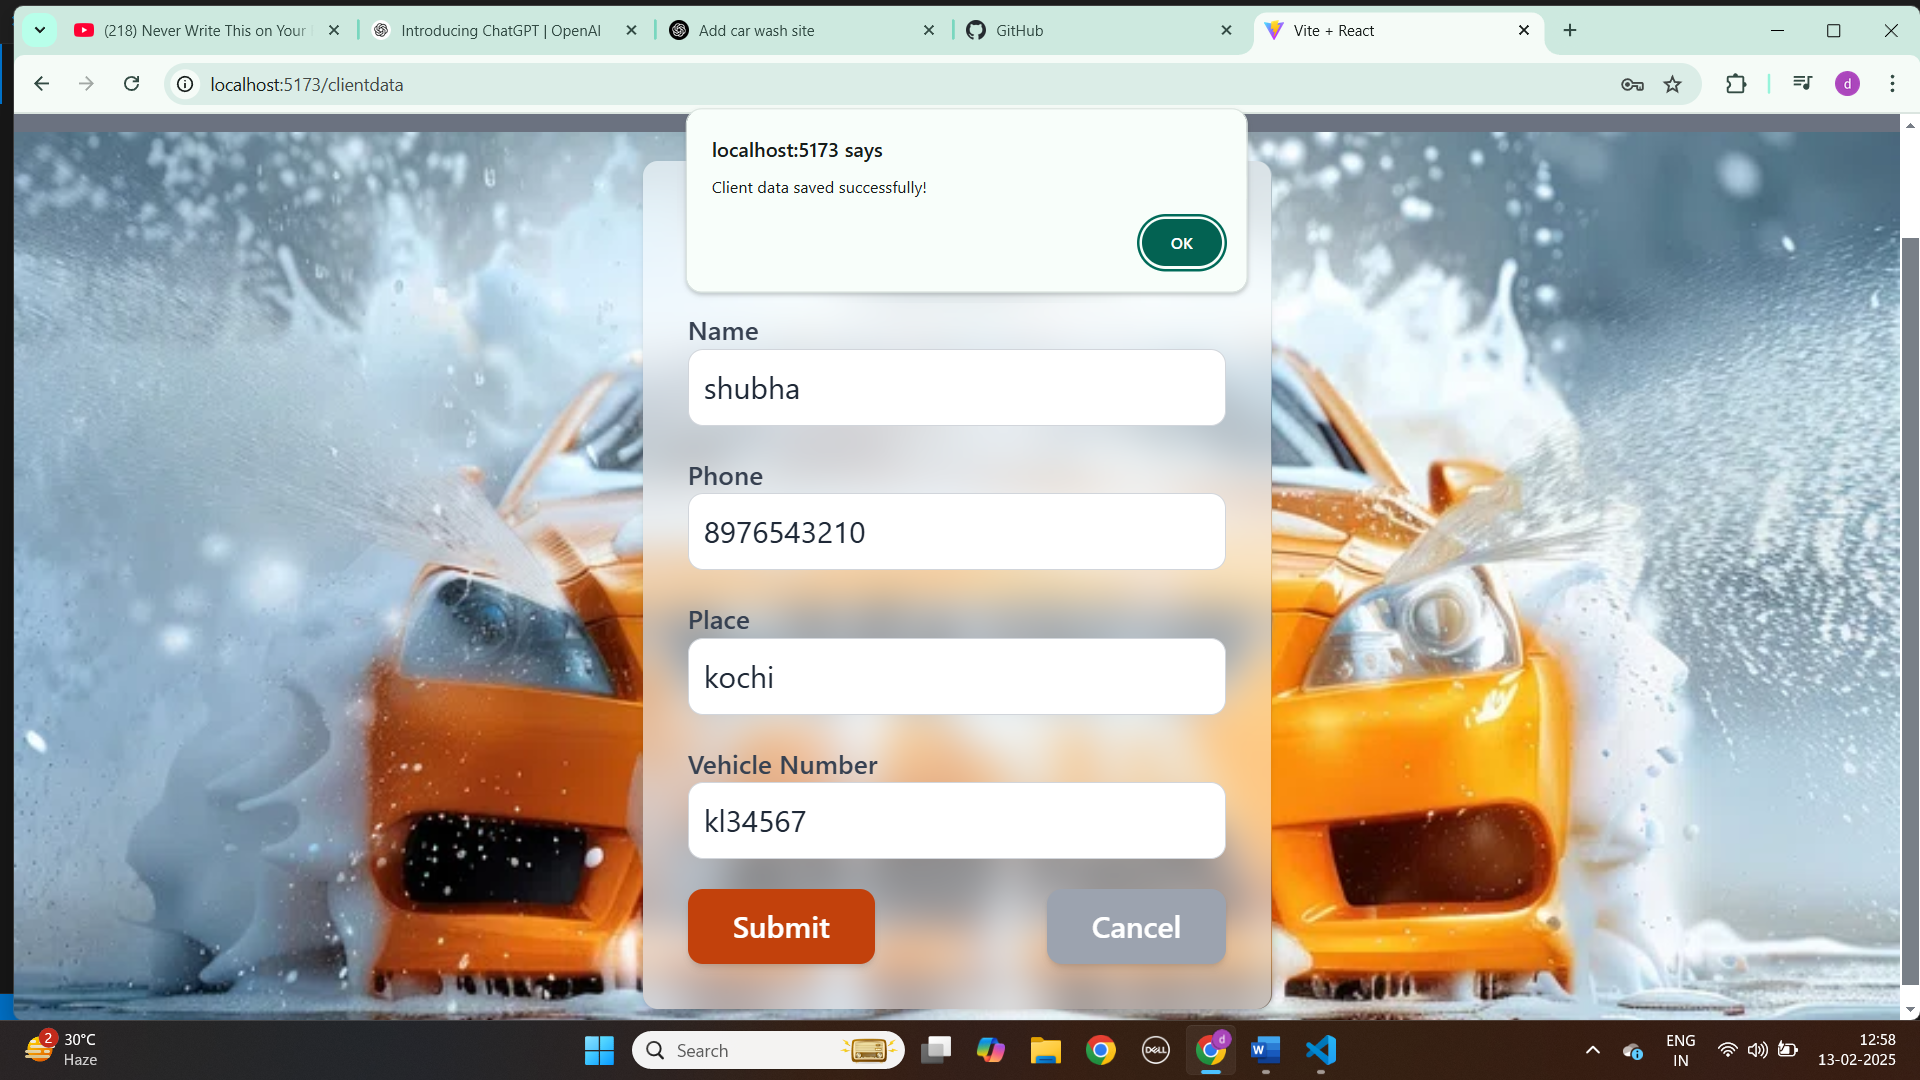 (218) Never Write This on Your
Introducing ChatGPT | OpenAI
Add car wash site
GitHub
Vite + React
localhost:5173/clientdata
d
localhost:5173 says
Client data saved successfully!
OK
Name
shubha
Phone
8976543210
Place
kochi
Vehicle Number
kl34567
Submit
Cancel
2
30°C
Haze
Search
DELL
d
W
ENG
IN
12:58
13-02-2025